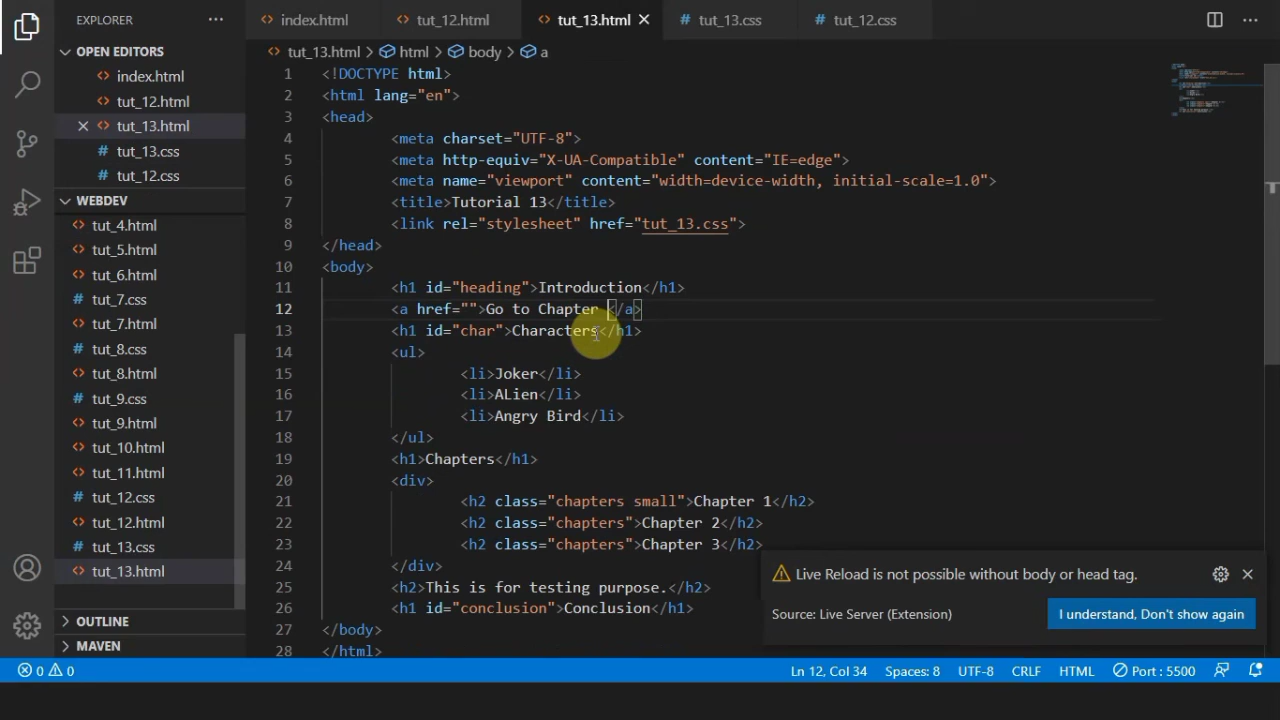 EXPLORER
···
index.html
tut_12.html
tut_13.html
# tut_13.css
# tut_12.css
···
OPEN EDITORS
index.html
tut_12.html
tut_13.html
# tut_13.css
# tut_12.css
WEBDEV
tut_4.html
tut_5.html
tut_6.html
# tut_7.css
tut_7.html
# tut_8.css
tut_8.html
# tut_9.css
tut_9.html
tut_10.html
tut_11.html
# tut_12.css
tut_12.html
# tut_13.css
tut_13.html
OUTLINE
MAVEN
tut_13.html > html > body > a
1 <!DOCTYPE html>
2 <html lang="en">
3 <head>
4 <meta charset="UTF-8">
5 <meta http-equiv="X-UA-Compatible" content="IE=edge">
6 <meta name="viewport" content="width=device-width, initial-scale=1.0">
7 <title>Tutorial 13</title>
8 <link rel="stylesheet" href="tut_13.css">
9 </head>
10 <body>
11 <h1 id="heading">Introduction</h1>
12 <a href="">Go to Chapter </a>
13 <h1 id="char">Characters</h1>
14 <ul>
15 <li>Joker</li>
16 <li>ALien</li>
17 <li>Angry Bird</li>
18 </ul>
19 <h1>Chapters</h1>
20 <div>
21 <h2 class="chapters small">Chapter 1</h2>
22 <h2 class="chapters">Chapter 2</h2>
23 <h2 class="chapters">Chapter 3</h2>
24 </div>
25 <h2>This is for testing purpose.</h2>
26 <h1 id="conclusion">Conclusion</h1>
27 </body>
28 </html>
Live Reload is not possible without body or head tag.
Source: Live Server (Extension)
I understand, Don't show again
0 0
Ln 12, Col 34
Spaces: 8
UTF-8
CRLF
HTML
Port : 5500